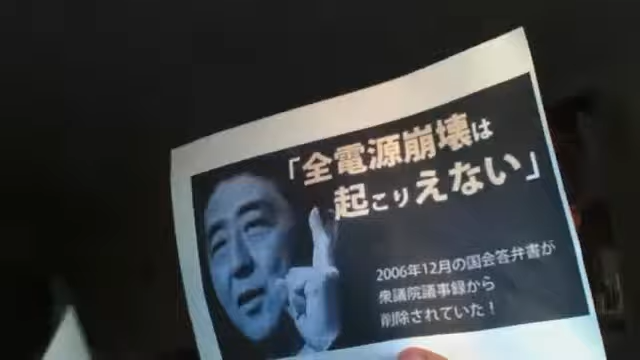 「全電源崩壊は
起こりえない」
2006年12月の国会答弁書が
衆議院議事録から
削除されていた!